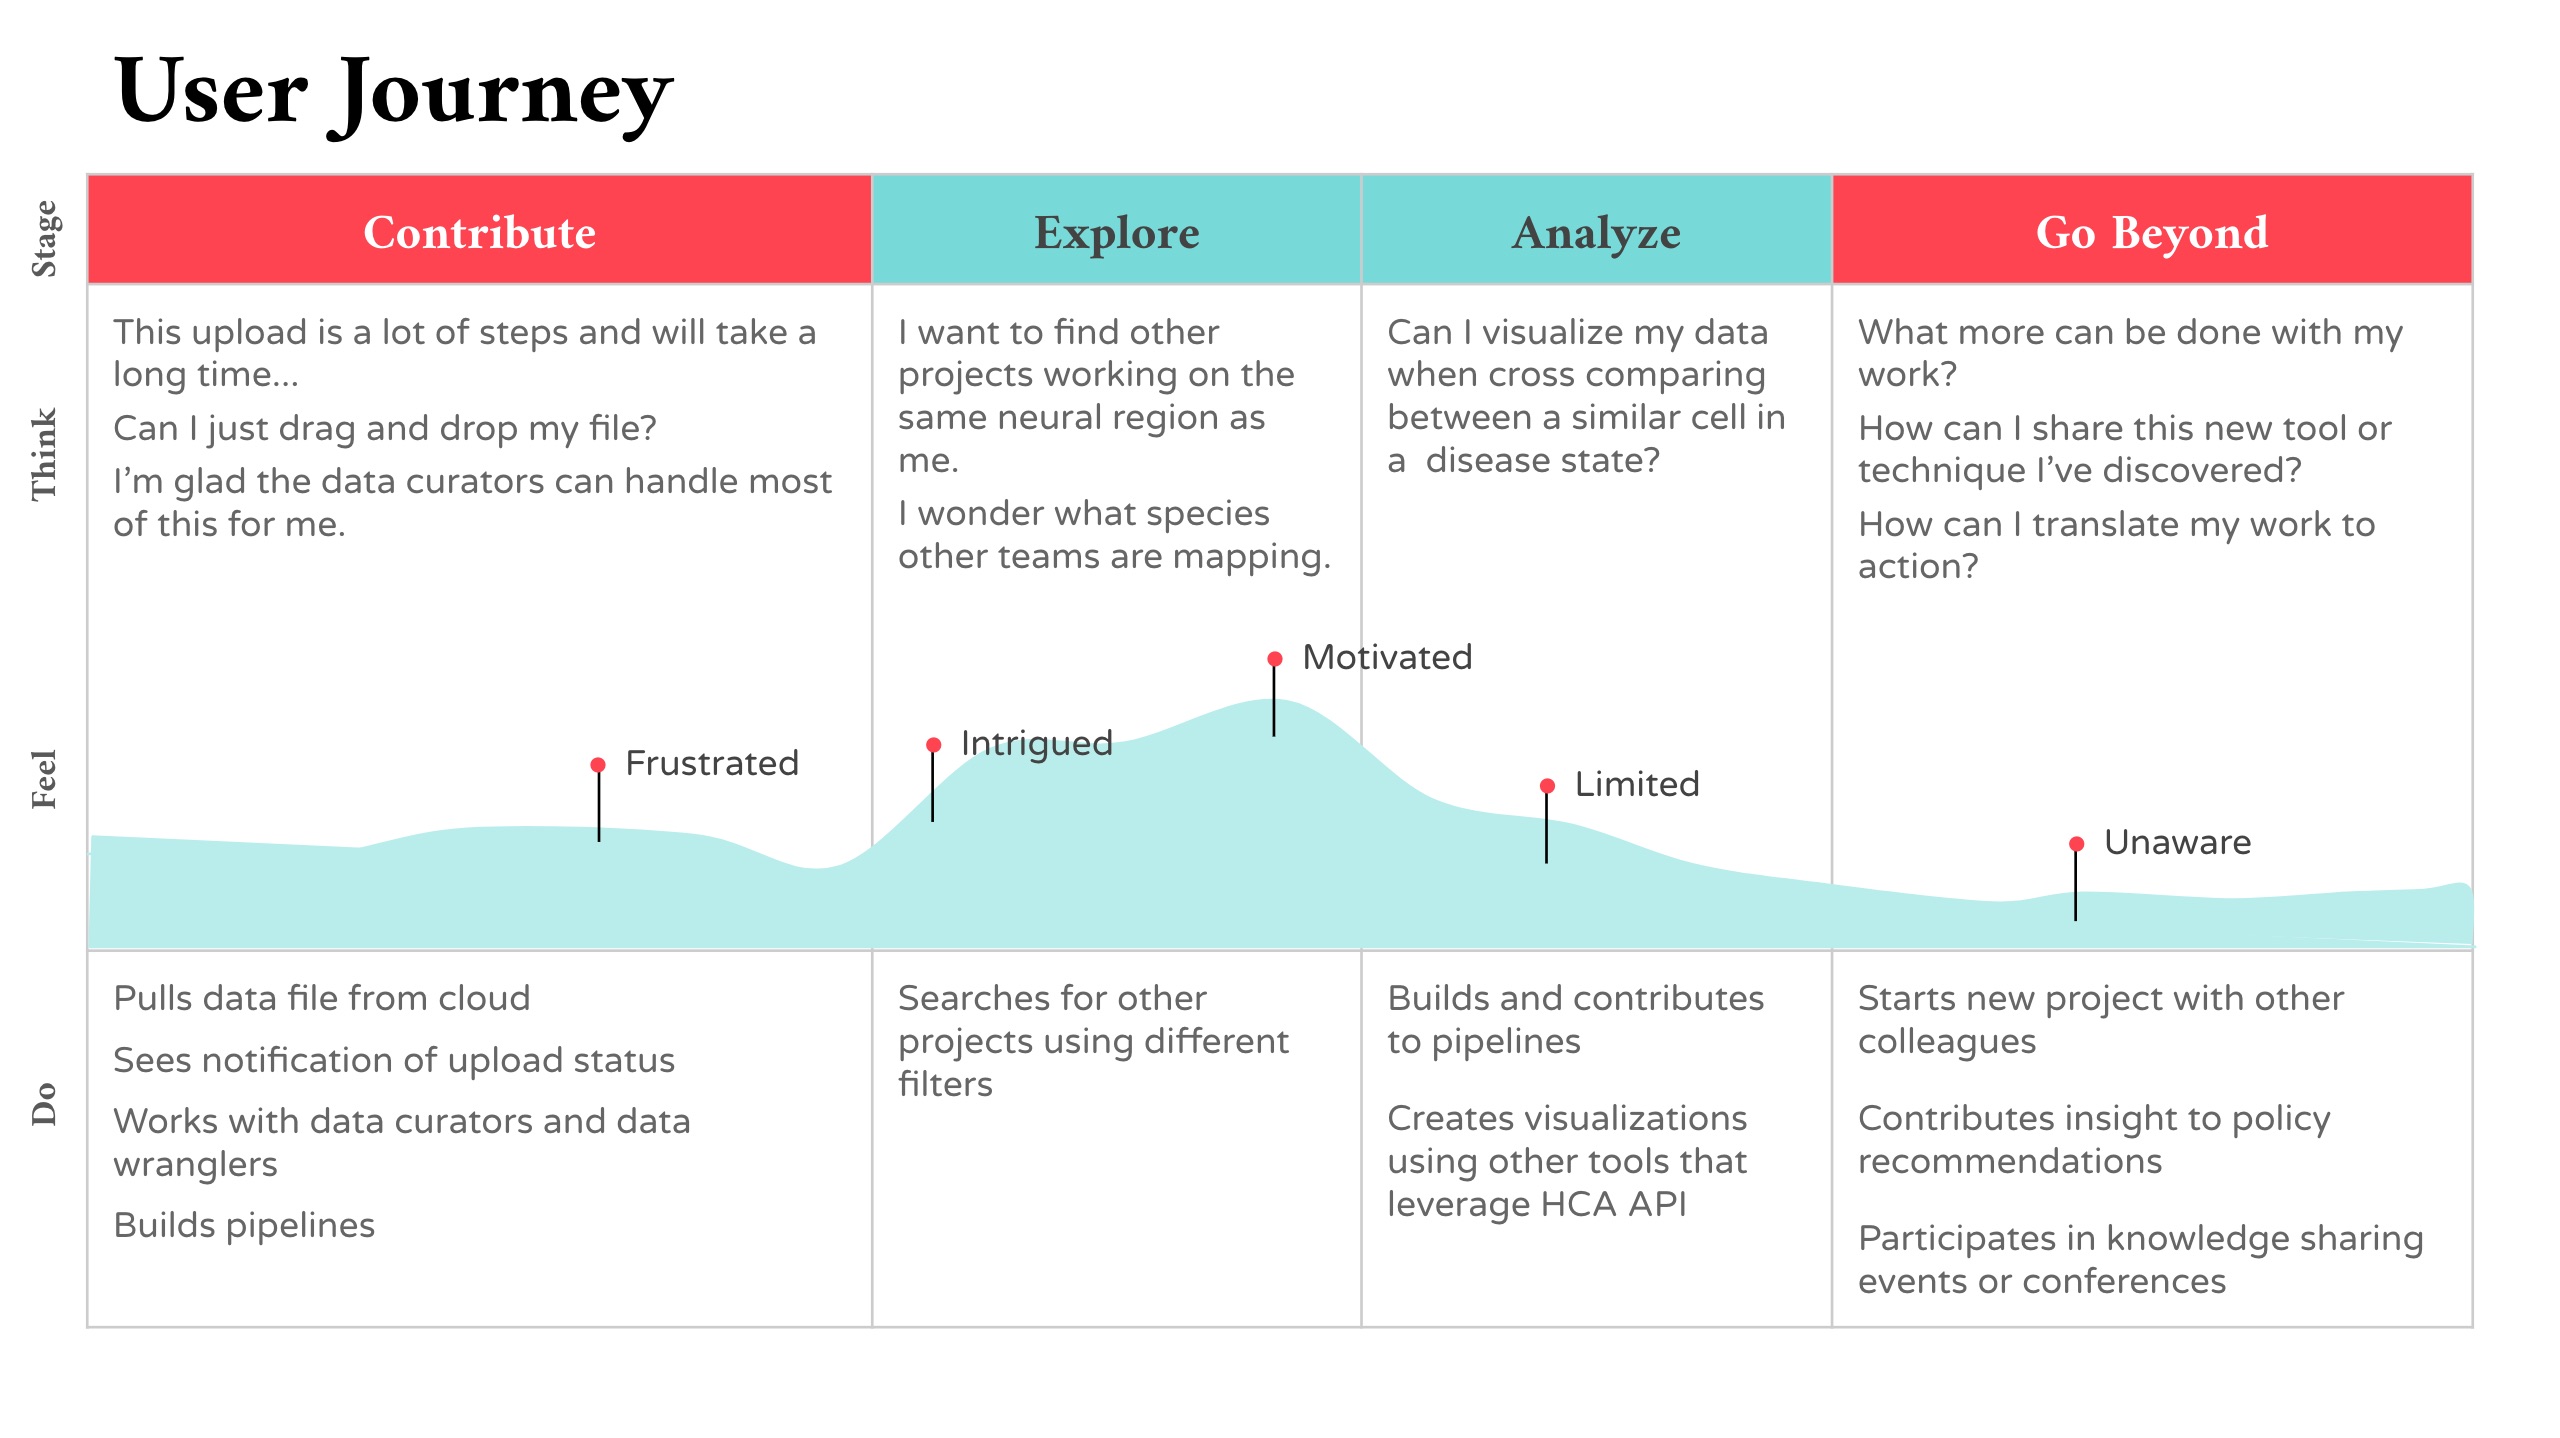 User Journey
Stage
Contribute
Explore
Analyze
Go Beyond
Think
This upload is a lot of steps and will take a
long time...
Can I just drag and drop my file?
I’m glad the data curators can handle most
of this for me.
I want to find other
projects working on the
same neural region as
me.
I wonder what species
other teams are mapping.
Can I visualize my data
when cross comparing
between a similar cell in
a  disease state?
What more can be done with my
work?
How can I share this new tool or
technique I’ve discovered?
How can I translate my work to
action?
Feel
Frustrated
Intrigued
Motivated
Limited
Unaware
Do
Pulls data file from cloud
Sees notification of upload status
Works with data curators and data
wranglers
Builds pipelines
Searches for other
projects using different
filters
Builds and contributes
to pipelines
Creates visualizations
using other tools that
leverage HCA API
Starts new project with other
colleagues
Contributes insight to policy
recommendations
Participates in knowledge sharing
events or conferences